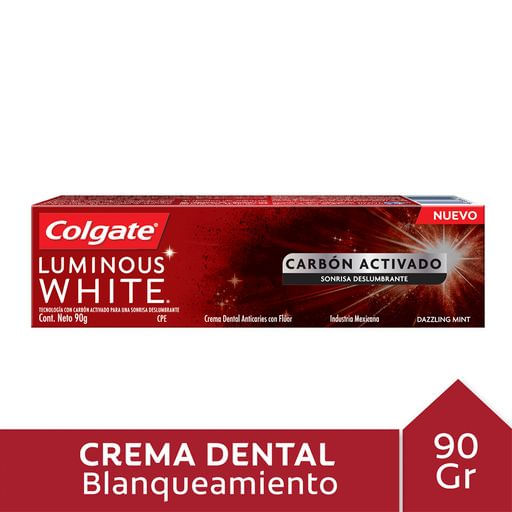 NUEVO
Colgate®
LUMINOUS
WHITE®
CARBÓN ACTIVADO
SONRISA DESLUMBRANTE
TECNOLOGÍA CON CARBÓN ACTIVADO PARA UNA SONRISA DESLUMBRANTE
Cont. Neto 90g CPE Crema Dental Anticaries con Flúor Industria Mexicana DAZZLING MINT
CREMA DENTAL
Blanqueamiento
90
Gr